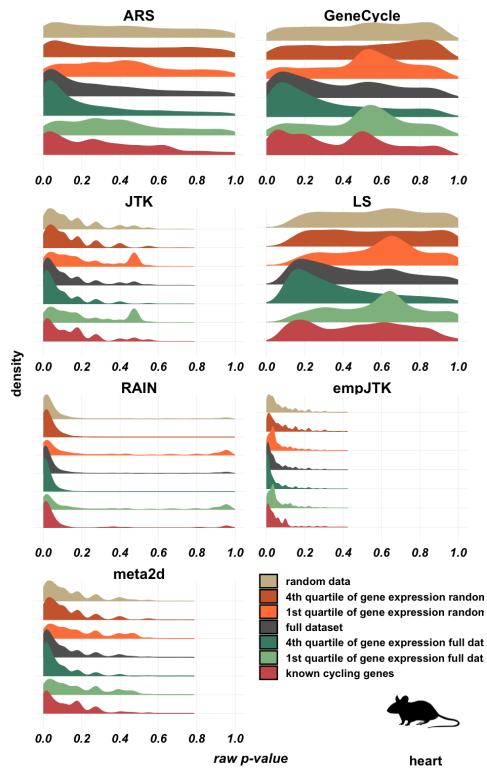 ARS GeneCycle
0.0 0.2 0.4 0.6 0.8 1.0 0.0 0.2 0.4 0.6 0.8 1.0
JTK LS
0.0 0.2 0.4 0.6 0.8 1.0 0.0 0.2 0.4 0.6 0.8 1.0
density
RAIN empJTK
0.0 0.2 0.4 0.6 0.8 1.0 0.0 0.2 0.4 0.6 0.8 1.0
meta2d
random data
4th quartile of gene expression random
1st quartile of gene expression random
full dataset
4th quartile of gene expression full dat
1st quartile of gene expression full dat
known cycling genes
0.0 0.2 0.4 0.6 0.8 1.0
raw p-value
heart